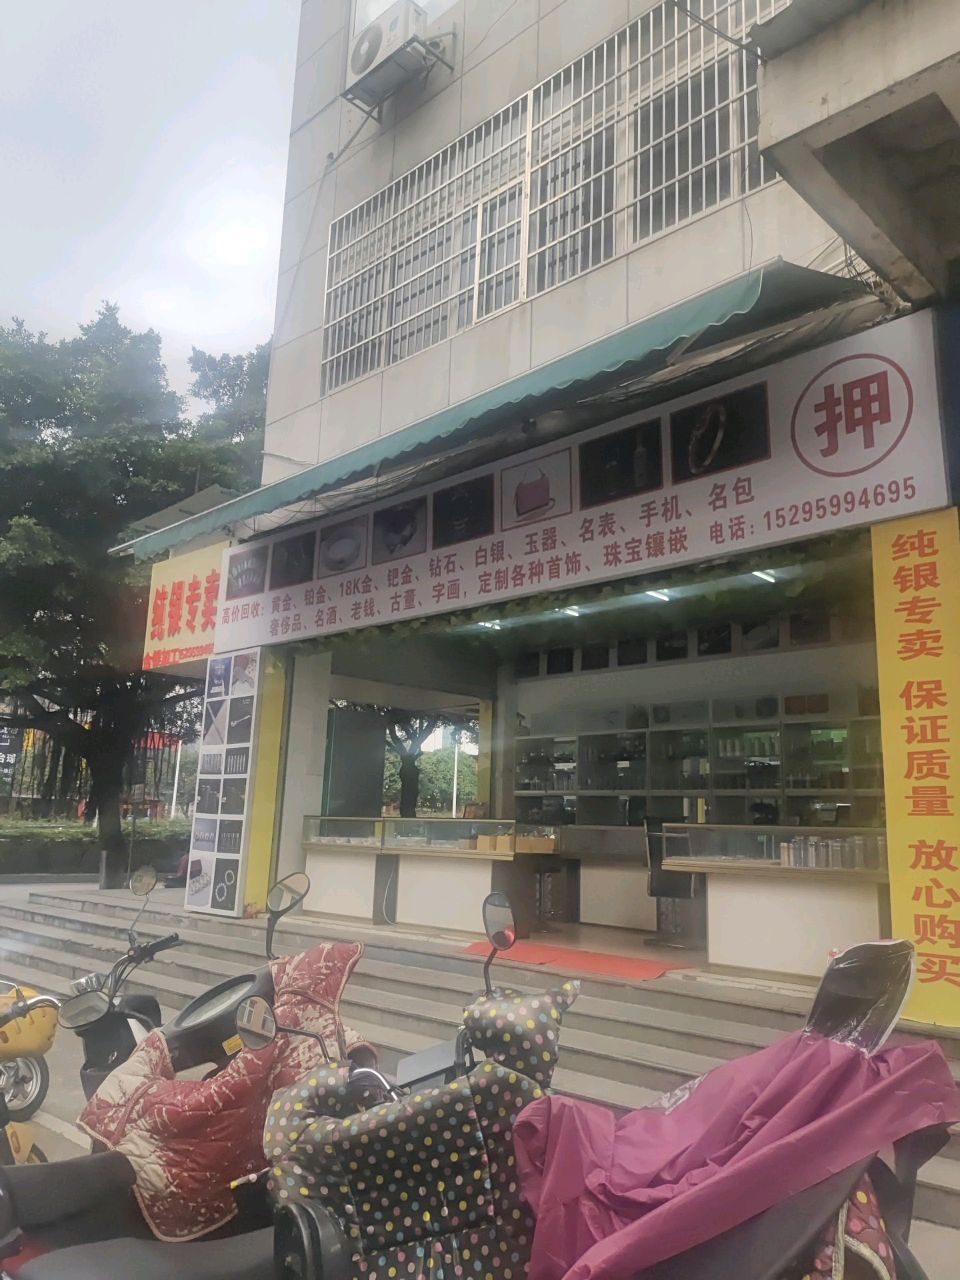 押
高价回收：黄金、铂金、18K金、钯金、钻石、白银、玉器、名表、手机、名包
奢侈品、名酒、老钱、古董、字画，定制各种首饰、珠宝镶嵌 电话：15295994695
纯银专卖
纯银专卖 保证质量 放心购买